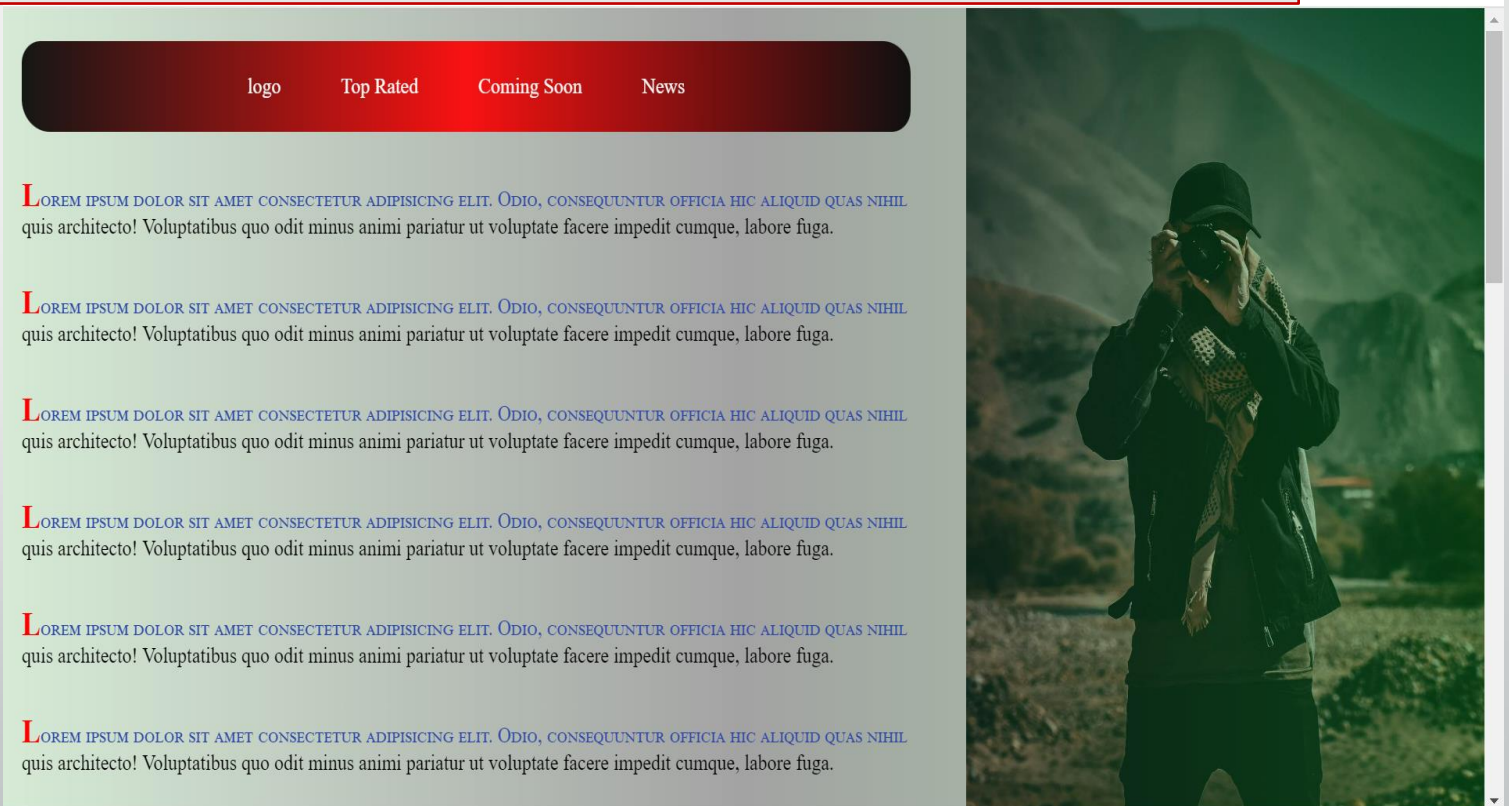 logo Top Rated Coming Soon News
Lorem ipsum dolor sit amet consectetur adipisicing elit. Odio, consequuntur officia hic aliquid quas nihil
quis architecto! Voluptatibus quo odit minus animi pariatur ut voluptate facere impedit cumque, labore fuga.
Lorem ipsum dolor sit amet consectetur adipisicing elit. Odio, consequuntur officia hic aliquid quas nihil
quis architecto! Voluptatibus quo odit minus animi pariatur ut voluptate facere impedit cumque, labore fuga.
Lorem ipsum dolor sit amet consectetur adipisicing elit. Odio, consequuntur officia hic aliquid quas nihil
quis architecto! Voluptatibus quo odit minus animi pariatur ut voluptate facere impedit cumque, labore fuga.
Lorem ipsum dolor sit amet consectetur adipisicing elit. Odio, consequuntur officia hic aliquid quas nihil
quis architecto! Voluptatibus quo odit minus animi pariatur ut voluptate facere impedit cumque, labore fuga.
Lorem ipsum dolor sit amet consectetur adipisicing elit. Odio, consequuntur officia hic aliquid quas nihil
quis architecto! Voluptatibus quo odit minus animi pariatur ut voluptate facere impedit cumque, labore fuga.
Lorem ipsum dolor sit amet consectetur adipisicing elit. Odio, consequuntur officia hic aliquid quas nihil
quis architecto! Voluptatibus quo odit minus animi pariatur ut voluptate facere impedit cumque, labore fuga.